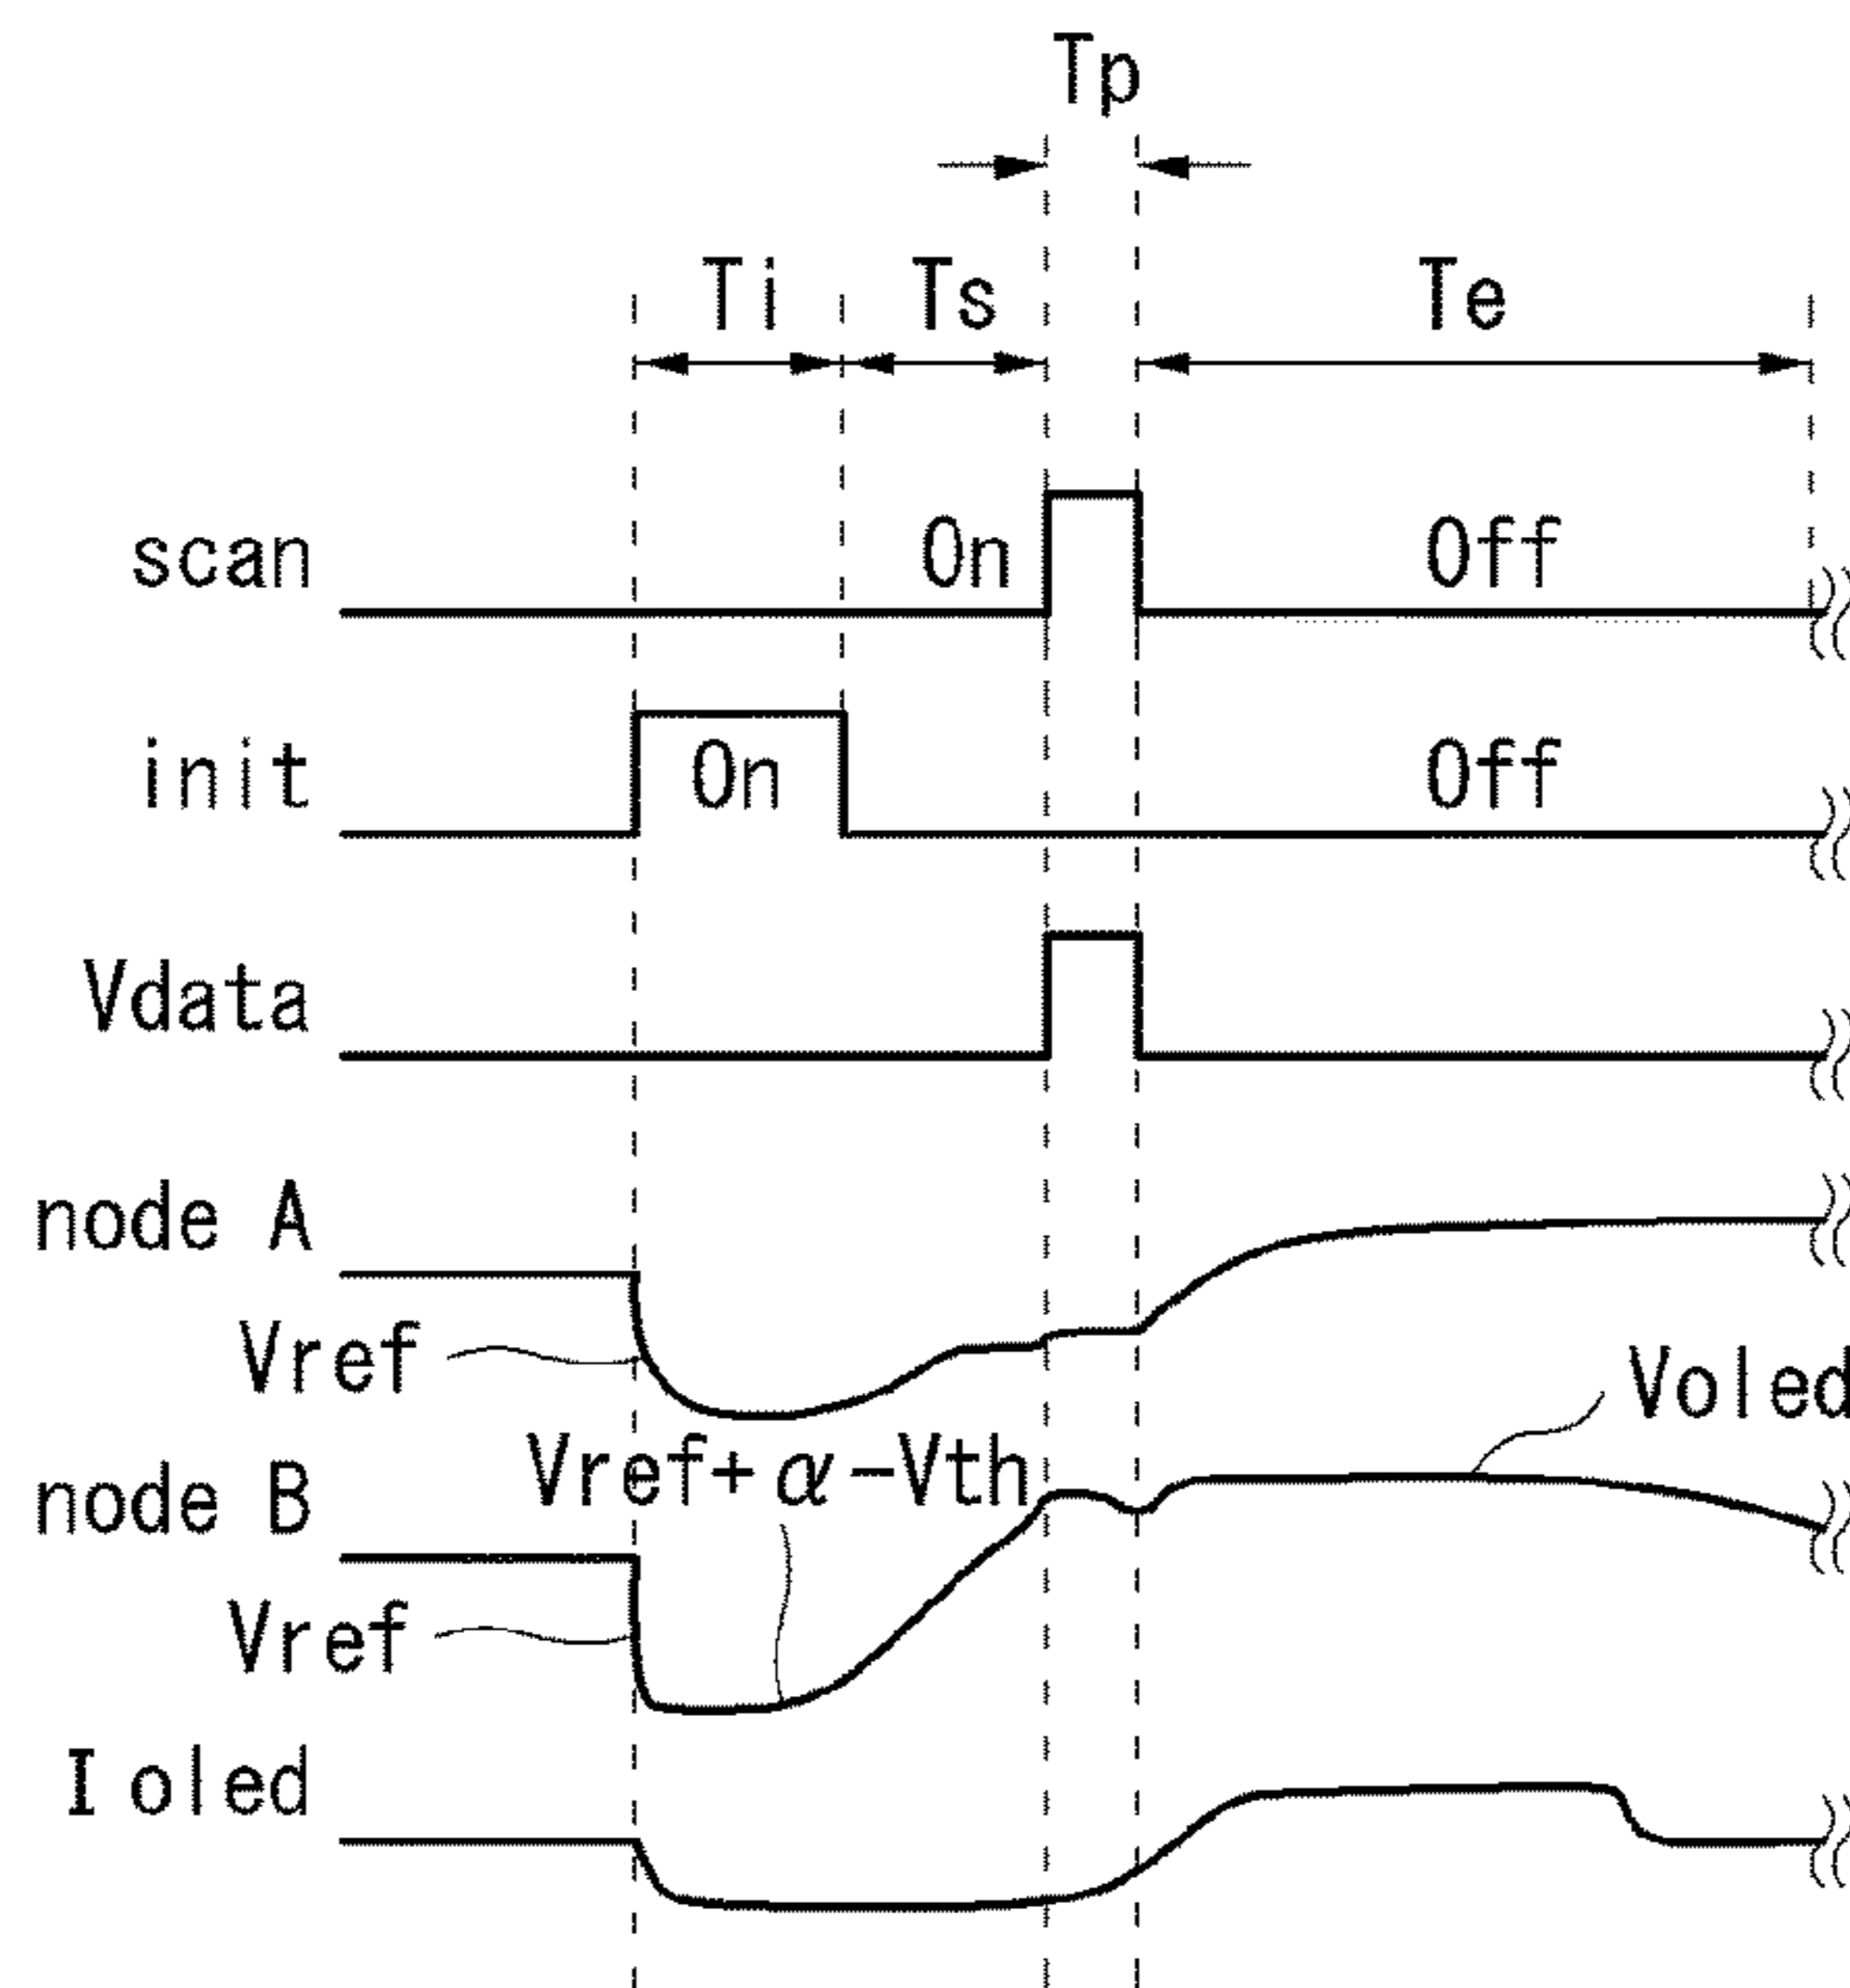 Tp
Ti Ts Te
scan On Off
init On Off
Vdata
node A
Vref
Voled
Vref+α-Vth
node B
Vref
I oled